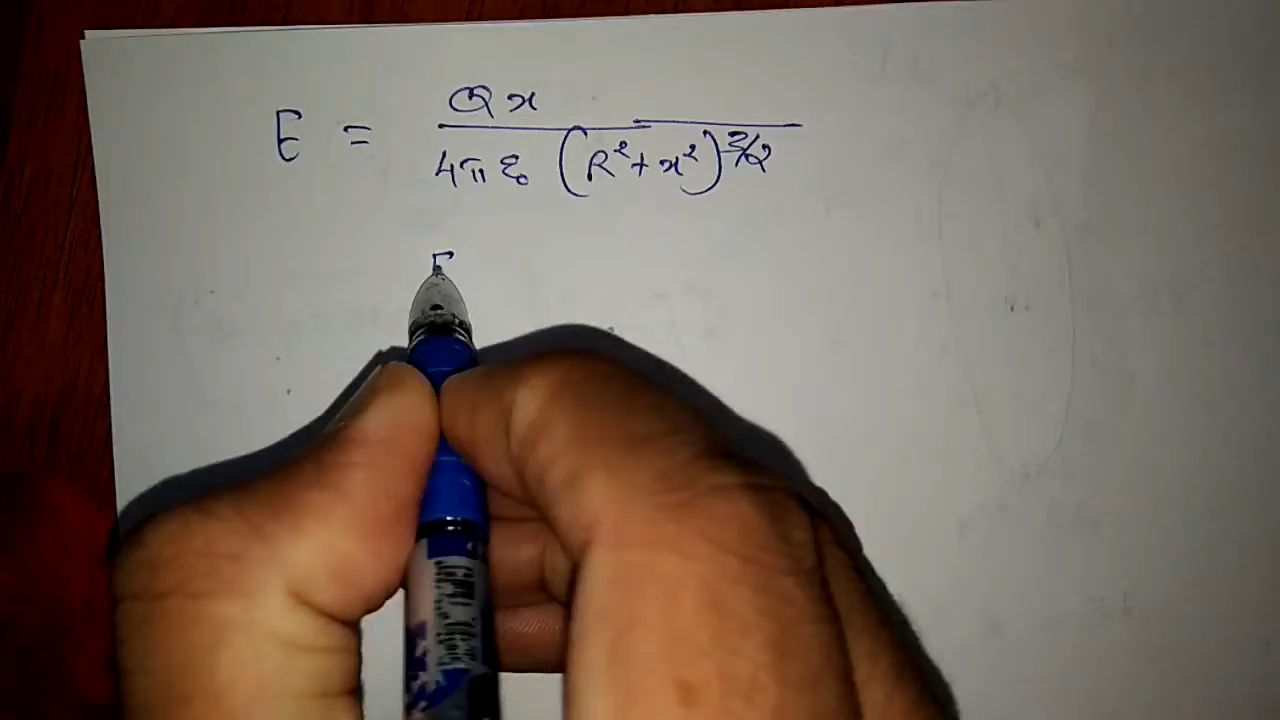 E = Qx / 4πε₀ (R²+x²)^3/2